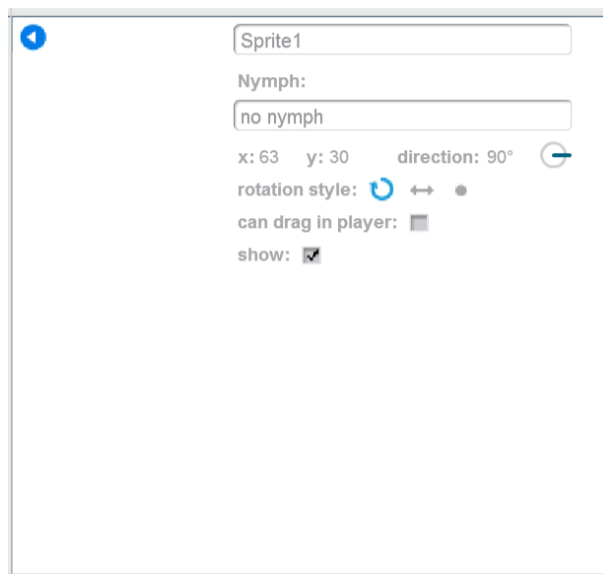 Sprite1
Nymph:
no nymph
x: 63 y: 30 direction: 90°
rotation style:
can drag in player:
show: